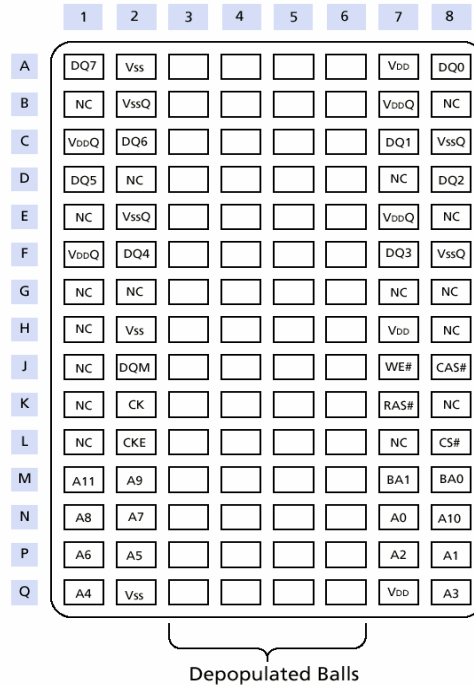 1 2 3 4 5 6 7 8
A DQ7 Vss VDD DQ0
B NC VssQ VDDQ NC
C VDDQ DQ6 DQ1 VssQ
D DQ5 NC NC DQ2
E NC VssQ VDDQ NC
F VDDQ DQ4 DQ3 VssQ
G NC NC NC NC
H NC Vss VDD NC
J NC DQM WE# CAS#
K NC CK RAS# NC
L NC CKE NC CS#
M A11 A9 BA1 BA0
N A8 A7 A0 A10
P A6 A5 A2 A1
Q A4 Vss VDD A3
Depopulated Balls